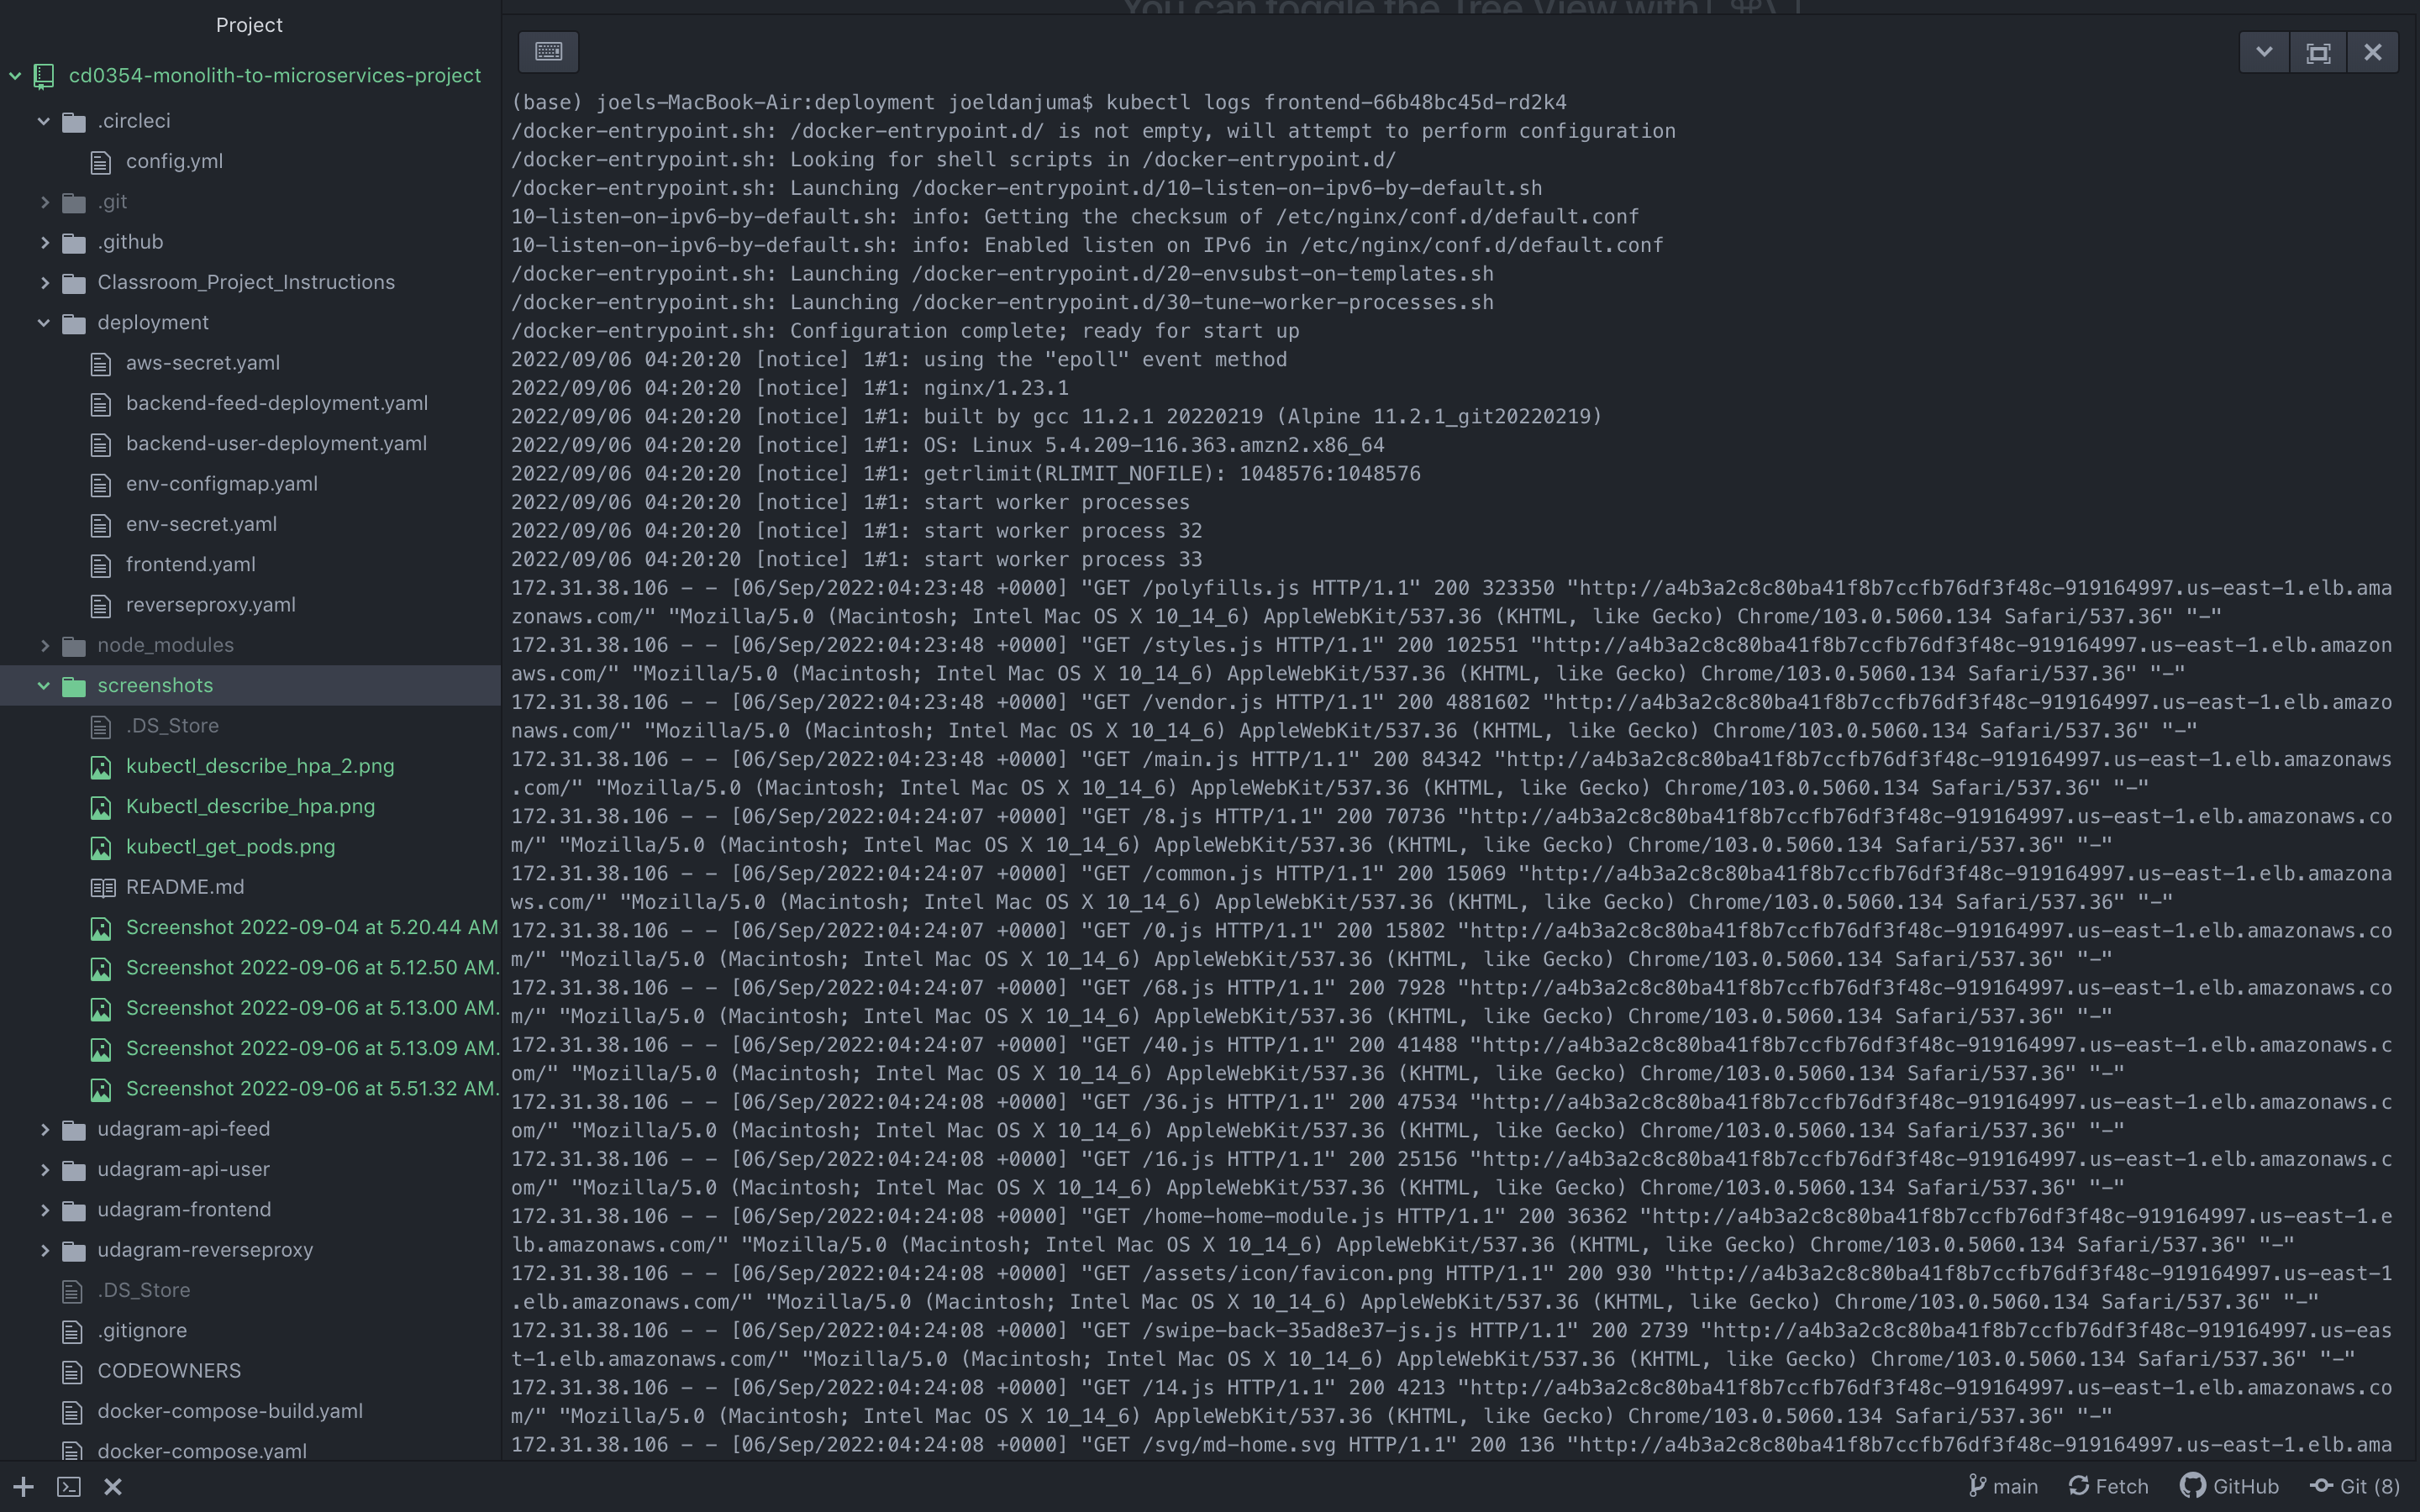 You can toggle the Tree View with
Project
cd0354-monolith-to-microservices-project
.circleci
config.yml
.git
.github
Classroom_Project_Instructions
deployment
aws-secret.yaml
backend-feed-deployment.yaml
backend-user-deployment.yaml
env-configmap.yaml
env-secret.yaml
frontend.yaml
reverseproxy.yaml
node_modules
screenshots
.DS_Store
kubectl_describe_hpa_2.png
Kubectl_describe_hpa.png
kubectl_get_pods.png
README.md
Screenshot 2022-09-04 at 5.20.44 AM
Screenshot 2022-09-06 at 5.12.50 AM.
Screenshot 2022-09-06 at 5.13.00 AM.
Screenshot 2022-09-06 at 5.13.09 AM.
Screenshot 2022-09-06 at 5.51.32 AM.
udagram-api-feed
udagram-api-user
udagram-frontend
udagram-reverseproxy
.DS_Store
.gitignore
CODEOWNERS
docker-compose-build.yaml
docker-compose.yaml
(base) joels-MacBook-Air:deployment joeldanjuma$ kubectl logs frontend-66b48bc45d-rd2k4
/docker-entrypoint.sh: /docker-entrypoint.d/ is not empty, will attempt to perform configuration
/docker-entrypoint.sh: Looking for shell scripts in /docker-entrypoint.d/
/docker-entrypoint.sh: Launching /docker-entrypoint.d/10-listen-on-ipv6-by-default.sh
10-listen-on-ipv6-by-default.sh: info: Getting the checksum of /etc/nginx/conf.d/default.conf
10-listen-on-ipv6-by-default.sh: info: Enabled listen on IPv6 in /etc/nginx/conf.d/default.conf
/docker-entrypoint.sh: Launching /docker-entrypoint.d/20-envsubst-on-templates.sh
/docker-entrypoint.sh: Launching /docker-entrypoint.d/30-tune-worker-processes.sh
/docker-entrypoint.sh: Configuration complete; ready for start up
2022/09/06 04:20:20 [notice] 1#1: using the "epoll" event method
2022/09/06 04:20:20 [notice] 1#1: nginx/1.23.1
2022/09/06 04:20:20 [notice] 1#1: built by gcc 11.2.1 20220219 (Alpine 11.2.1_git20220219)
2022/09/06 04:20:20 [notice] 1#1: OS: Linux 5.4.209-116.363.amzn2.x86_64
2022/09/06 04:20:20 [notice] 1#1: getrlimit(RLIMIT_NOFILE): 1048576:1048576
2022/09/06 04:20:20 [notice] 1#1: start worker processes
2022/09/06 04:20:20 [notice] 1#1: start worker process 32
2022/09/06 04:20:20 [notice] 1#1: start worker process 33
172.31.38.106 - - [06/Sep/2022:04:23:48 +0000] "GET /polyfills.js HTTP/1.1" 200 323350 "http://a4b3a2c8c80ba41f8b7ccfb76df3f48c-919164997.us-east-1.elb.ama
zonaws.com/" "Mozilla/5.0 (Macintosh; Intel Mac OS X 10_14_6) AppleWebKit/537.36 (KHTML, like Gecko) Chrome/103.0.5060.134 Safari/537.36" "-"
172.31.38.106 - - [06/Sep/2022:04:23:48 +0000] "GET /styles.js HTTP/1.1" 200 102551 "http://a4b3a2c8c80ba41f8b7ccfb76df3f48c-919164997.us-east-1.elb.amazon
aws.com/" "Mozilla/5.0 (Macintosh; Intel Mac OS X 10_14_6) AppleWebKit/537.36 (KHTML, like Gecko) Chrome/103.0.5060.134 Safari/537.36" "-"
172.31.38.106 - - [06/Sep/2022:04:23:48 +0000] "GET /vendor.js HTTP/1.1" 200 4881602 "http://a4b3a2c8c80ba41f8b7ccfb76df3f48c-919164997.us-east-1.elb.amazo
naws.com/" "Mozilla/5.0 (Macintosh; Intel Mac OS X 10_14_6) AppleWebKit/537.36 (KHTML, like Gecko) Chrome/103.0.5060.134 Safari/537.36" "-"
172.31.38.106 - - [06/Sep/2022:04:23:48 +0000] "GET /main.js HTTP/1.1" 200 84342 "http://a4b3a2c8c80ba41f8b7ccfb76df3f48c-919164997.us-east-1.elb.amazonaws
.com/" "Mozilla/5.0 (Macintosh; Intel Mac OS X 10_14_6) AppleWebKit/537.36 (KHTML, like Gecko) Chrome/103.0.5060.134 Safari/537.36" "-"
172.31.38.106 - - [06/Sep/2022:04:24:07 +0000] "GET /8.js HTTP/1.1" 200 70736 "http://a4b3a2c8c80ba41f8b7ccfb76df3f48c-919164997.us-east-1.elb.amazonaws.co
m/" "Mozilla/5.0 (Macintosh; Intel Mac OS X 10_14_6) AppleWebKit/537.36 (KHTML, like Gecko) Chrome/103.0.5060.134 Safari/537.36" "-"
172.31.38.106 - - [06/Sep/2022:04:24:07 +0000] "GET /common.js HTTP/1.1" 200 15069 "http://a4b3a2c8c80ba41f8b7ccfb76df3f48c-919164997.us-east-1.elb.amazona
ws.com/" "Mozilla/5.0 (Macintosh; Intel Mac OS X 10_14_6) AppleWebKit/537.36 (KHTML, like Gecko) Chrome/103.0.5060.134 Safari/537.36" "-"
172.31.38.106 - - [06/Sep/2022:04:24:07 +0000] "GET /0.js HTTP/1.1" 200 15802 "http://a4b3a2c8c80ba41f8b7ccfb76df3f48c-919164997.us-east-1.elb.amazonaws.co
m/" "Mozilla/5.0 (Macintosh; Intel Mac OS X 10_14_6) AppleWebKit/537.36 (KHTML, like Gecko) Chrome/103.0.5060.134 Safari/537.36" "-"
172.31.38.106 - - [06/Sep/2022:04:24:07 +0000] "GET /68.js HTTP/1.1" 200 7928 "http://a4b3a2c8c80ba41f8b7ccfb76df3f48c-919164997.us-east-1.elb.amazonaws.co
m/" "Mozilla/5.0 (Macintosh; Intel Mac OS X 10_14_6) AppleWebKit/537.36 (KHTML, like Gecko) Chrome/103.0.5060.134 Safari/537.36" "-"
172.31.38.106 - - [06/Sep/2022:04:24:07 +0000] "GET /40.js HTTP/1.1" 200 41488 "http://a4b3a2c8c80ba41f8b7ccfb76df3f48c-919164997.us-east-1.elb.amazonaws.c
om/" "Mozilla/5.0 (Macintosh; Intel Mac OS X 10_14_6) AppleWebKit/537.36 (KHTML, like Gecko) Chrome/103.0.5060.134 Safari/537.36" "-"
172.31.38.106 - - [06/Sep/2022:04:24:08 +0000] "GET /36.js HTTP/1.1" 200 47534 "http://a4b3a2c8c80ba41f8b7ccfb76df3f48c-919164997.us-east-1.elb.amazonaws.c
om/" "Mozilla/5.0 (Macintosh; Intel Mac OS X 10_14_6) AppleWebKit/537.36 (KHTML, like Gecko) Chrome/103.0.5060.134 Safari/537.36" "-"
172.31.38.106 - - [06/Sep/2022:04:24:08 +0000] "GET /16.js HTTP/1.1" 200 25156 "http://a4b3a2c8c80ba41f8b7ccfb76df3f48c-919164997.us-east-1.elb.amazonaws.c
om/" "Mozilla/5.0 (Macintosh; Intel Mac OS X 10_14_6) AppleWebKit/537.36 (KHTML, like Gecko) Chrome/103.0.5060.134 Safari/537.36" "-"
172.31.38.106 - - [06/Sep/2022:04:24:08 +0000] "GET /home-home-module.js HTTP/1.1" 200 36362 "http://a4b3a2c8c80ba41f8b7ccfb76df3f48c-919164997.us-east-1.e
lb.amazonaws.com/" "Mozilla/5.0 (Macintosh; Intel Mac OS X 10_14_6) AppleWebKit/537.36 (KHTML, like Gecko) Chrome/103.0.5060.134 Safari/537.36" "-"
172.31.38.106 - - [06/Sep/2022:04:24:08 +0000] "GET /assets/icon/favicon.png HTTP/1.1" 200 930 "http://a4b3a2c8c80ba41f8b7ccfb76df3f48c-919164997.us-east-1
.elb.amazonaws.com/" "Mozilla/5.0 (Macintosh; Intel Mac OS X 10_14_6) AppleWebKit/537.36 (KHTML, like Gecko) Chrome/103.0.5060.134 Safari/537.36" "-"
172.31.38.106 - - [06/Sep/2022:04:24:08 +0000] "GET /swipe-back-35ad8e37-js.js HTTP/1.1" 200 2739 "http://a4b3a2c8c80ba41f8b7ccfb76df3f48c-919164997.us-eas
t-1.elb.amazonaws.com/" "Mozilla/5.0 (Macintosh; Intel Mac OS X 10_14_6) AppleWebKit/537.36 (KHTML, like Gecko) Chrome/103.0.5060.134 Safari/537.36" "-"
172.31.38.106 - - [06/Sep/2022:04:24:08 +0000] "GET /14.js HTTP/1.1" 200 4213 "http://a4b3a2c8c80ba41f8b7ccfb76df3f48c-919164997.us-east-1.elb.amazonaws.co
m/" "Mozilla/5.0 (Macintosh; Intel Mac OS X 10_14_6) AppleWebKit/537.36 (KHTML, like Gecko) Chrome/103.0.5060.134 Safari/537.36" "-"
172.31.38.106 - - [06/Sep/2022:04:24:08 +0000] "GET /svg/md-home.svg HTTP/1.1" 200 136 "http://a4b3a2c8c80ba41f8b7ccfb76df3f48c-919164997.us-east-1.elb.ama
main
Fetch
GitHub
Git (8)